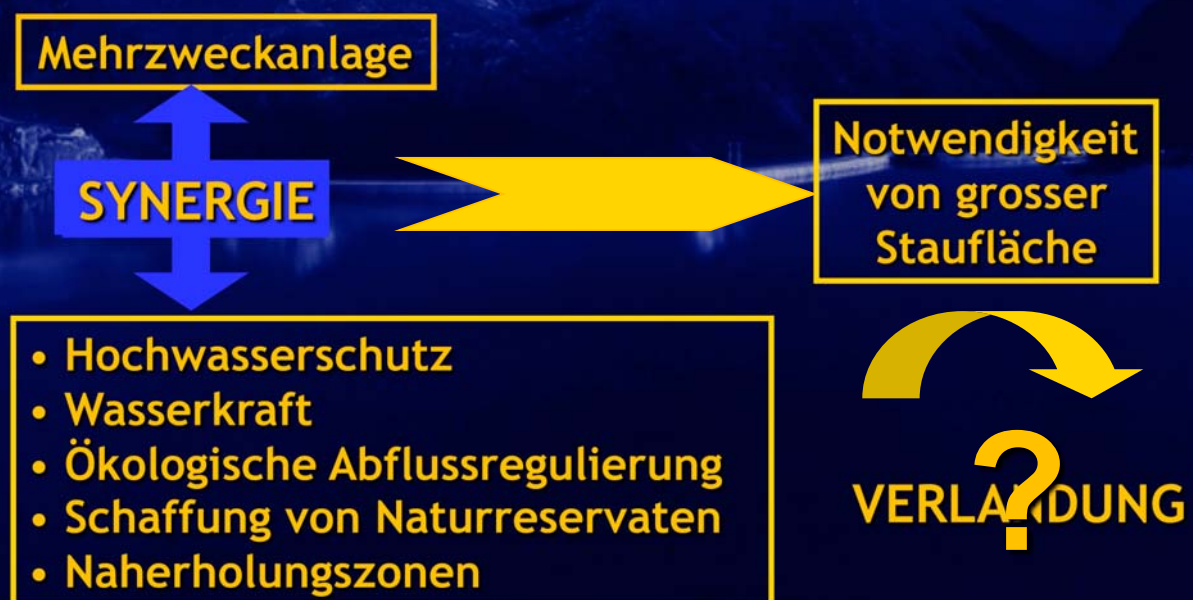 Mehrzweckanlage
SYNERGIE
Notwendigkeit
von grosser
Staufläche
• Hochwasserschutz
• Wasserkraft
• Ökologische Abflussregulierung
• Schaffung von Naturreservaten
• Naherholungszonen
?
VERLANDUNG